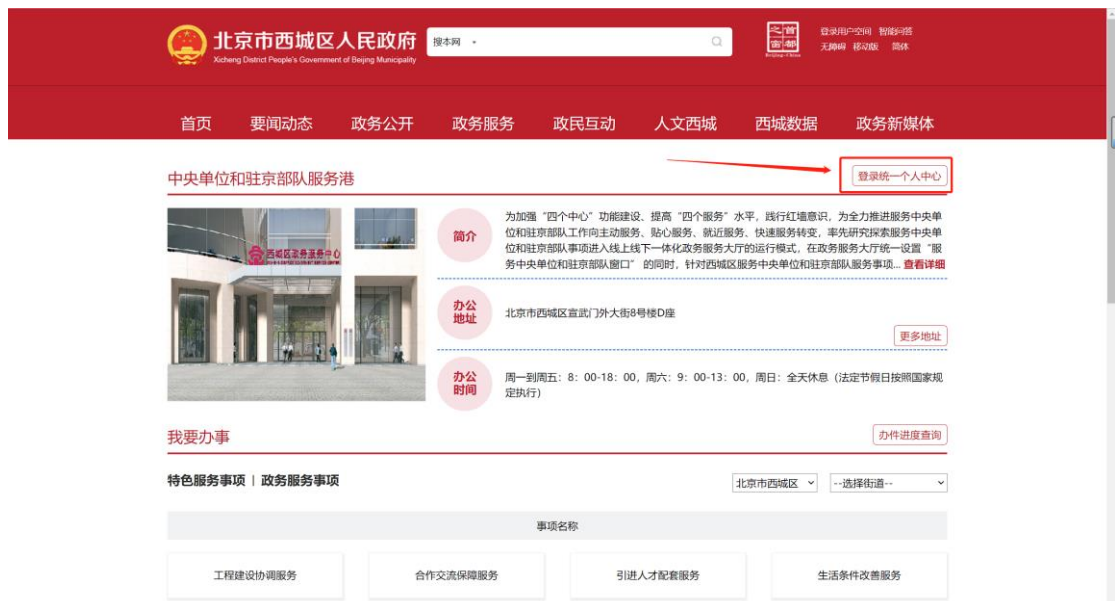 北京市西城区人民政府
Xicheng District People's Government of Beijing Municipality
搜本网
首都之窗
Beijing-China
登录用户空间 智能问答
无障碍 移动版 简体
首页 要闻动态 政务公开 政务服务 政民互动 人文西城 西城数据 政务新媒体
中央单位和驻京部队服务港
登录统一个人中心
西城区政务服务中心
简介
为加强“四个中心”功能建设、提高“四个服务”水平，践行红墙意识，为全力推进服务中央单
位和驻京部队工作向主动服务、贴心服务、就近服务、快速服务转变，率先研究探索服务中央单
位和驻京部队事项进入线上线下一体化政务服务大厅的运行模式，在政务服务大厅统一设置“服
务中央单位和驻京部队窗口” 的同时，针对西城区服务中央单位和驻京部队服务事项... 查看详细
办公
地址
北京市西城区宣武门外大街8号楼D座
更多地址
办公
时间
周一到周五：8：00-18：00，周六：9：00-13：00，周日：全天休息（法定节假日按照国家规
定执行）
我要办事
办件进度查询
特色服务事项 | 政务服务事项
北京市西城区
--选择街道--
事项名称
工程建设协调服务
合作交流保障服务
引进人才配套服务
生活条件改善服务